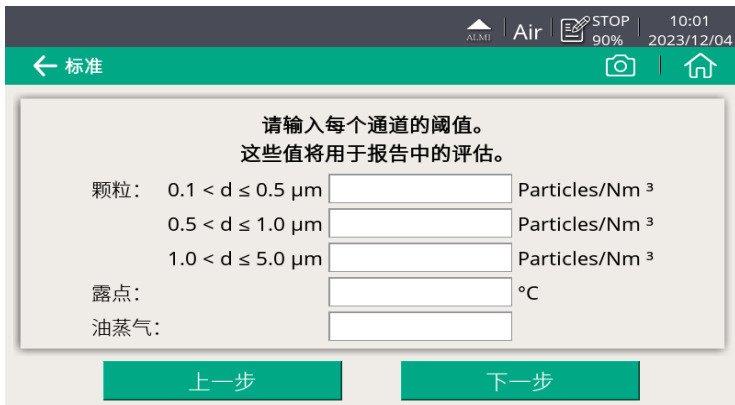 ALMI Air STOP 90% 10:01 2023/12/04
标准
请输入每个通道的阈值。
这些值将用于报告中的评估。
颗粒： 0.1 < d ≤ 0.5 μm Particles/Nm ³
0.5 < d ≤ 1.0 μm Particles/Nm ³
1.0 < d ≤ 5.0 μm Particles/Nm ³
露点： °C
油蒸气：
上一步 下一步